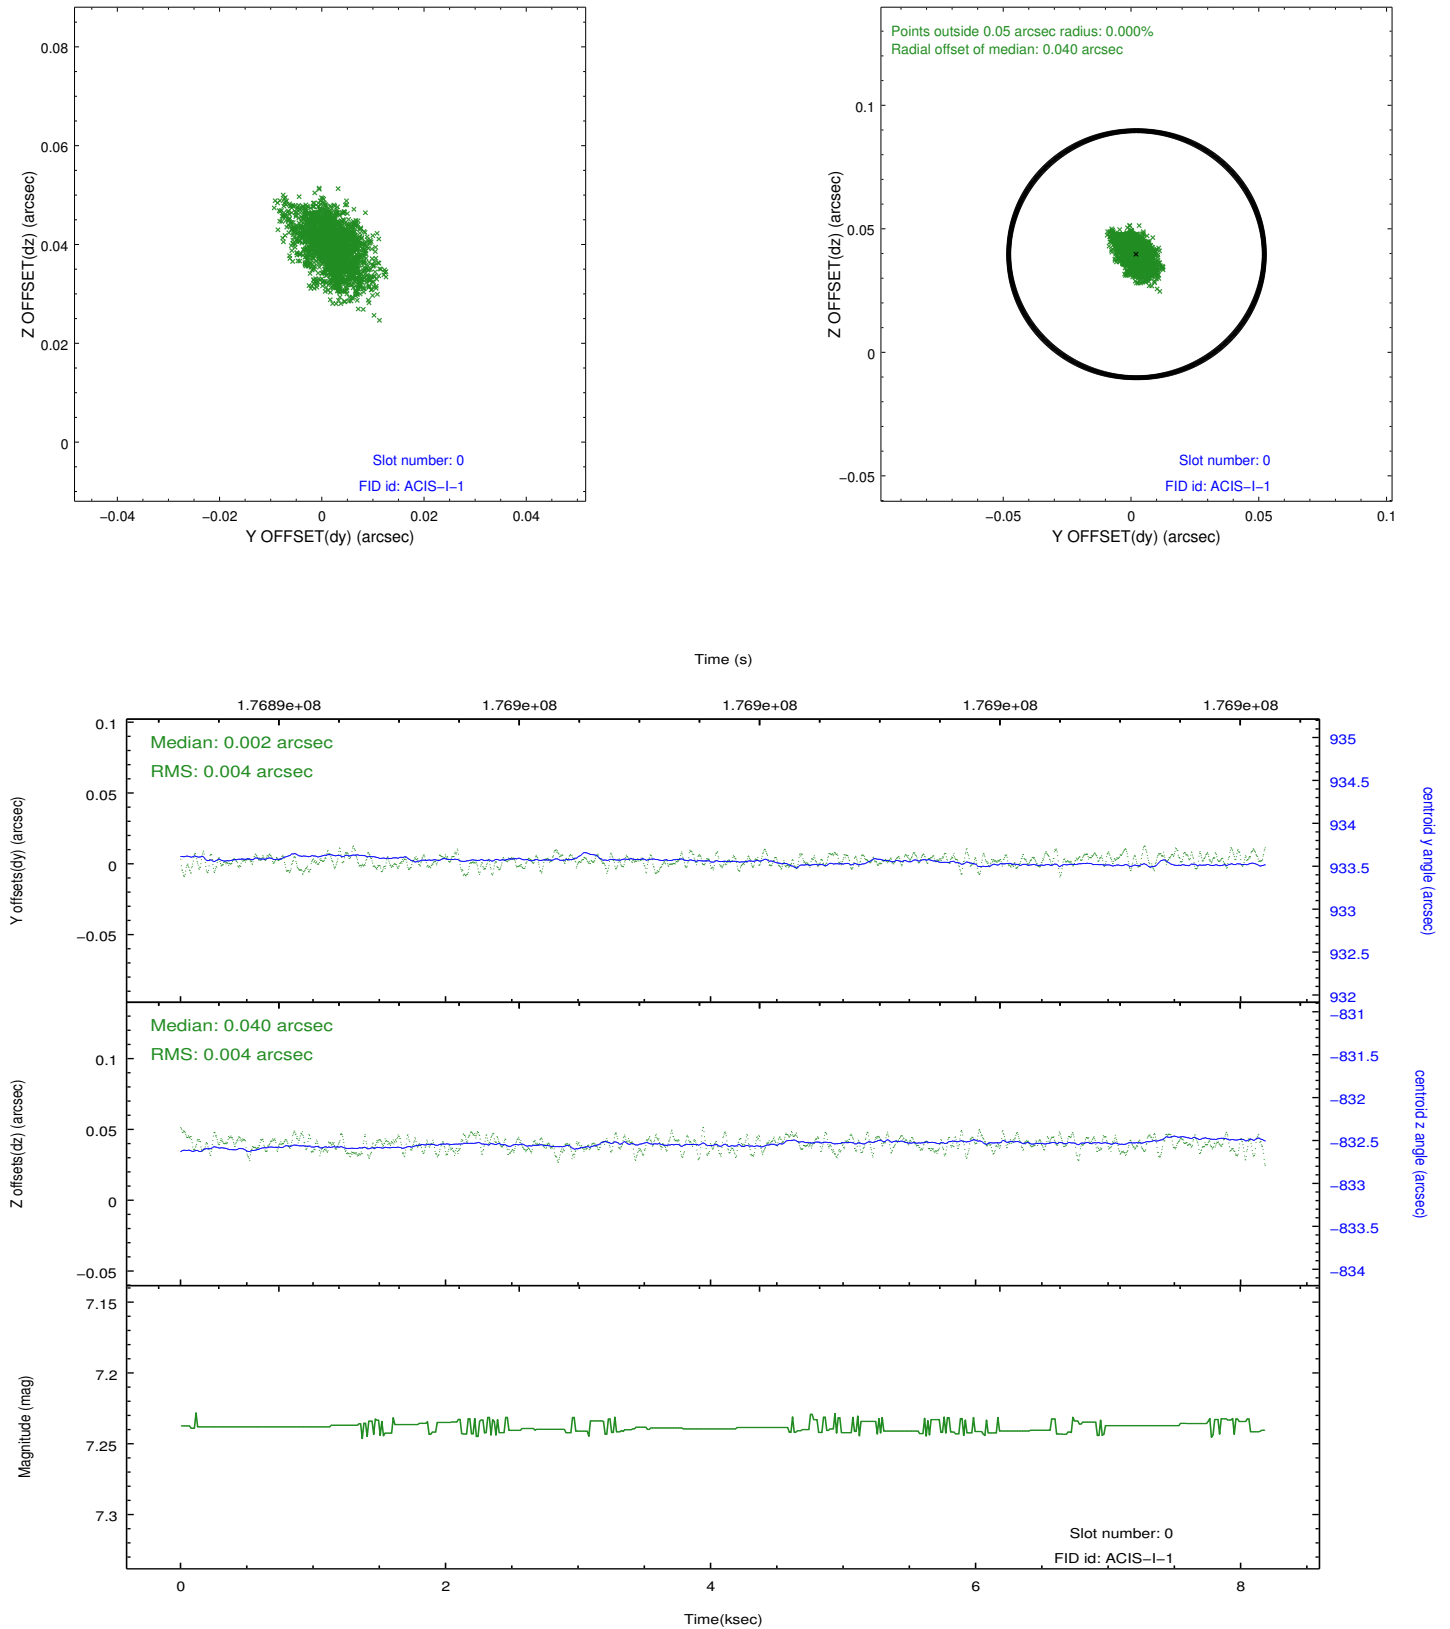 0.08
0.06
0.04
0.02
0
−0.04
−0.02
0
0.02
0.04
Z OFFSET(dz) (arcsec)
Y OFFSET(dy) (arcsec)
Slot number: 0
FID id: ACIS−I−1
Points outside 0.05 arcsec radius: 0.000%
Radial offset of median: 0.040 arcsec
0.1
0.05
0
−0.05
−0.05
0
0.05
0.1
Z OFFSET(dz) (arcsec)
Y OFFSET(dy) (arcsec)
Slot number: 0
FID id: ACIS−I−1
Time (s)
1.7689e+08
1.769e+08
1.769e+08
1.769e+08
1.769e+08
Median: 0.002 arcsec
RMS: 0.004 arcsec
0.1
0.05
0
−0.05
Y offsets(dy) (arcsec)
935
934.5
934
933.5
933
932.5
932
centroid y angle (arcsec)
Median: 0.040 arcsec
RMS: 0.004 arcsec
0.1
0.05
0
−0.05
Z offsets(dz) (arcsec)
−831
−831.5
−832
−832.5
−833
−833.5
−834
centroid z angle (arcsec)
7.15
7.2
7.25
7.3
Magnitude (mag)
Slot number: 0
FID id: ACIS−I−1
0
2
4
6
8
Time(ksec)